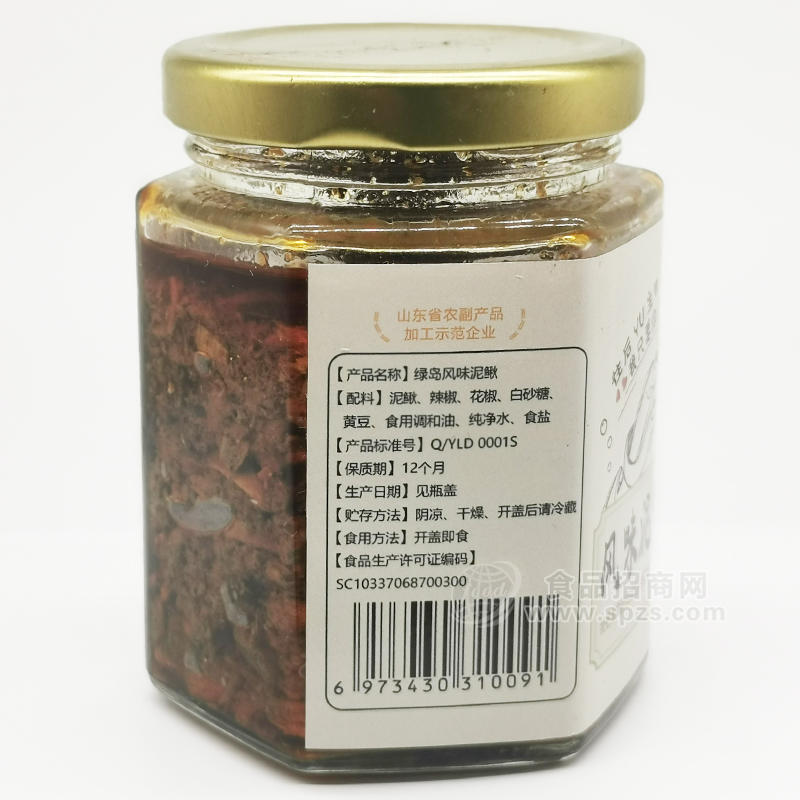 山东省农副产品
加工示范企业
【产品名称】绿岛风味泥鳅
【配料】泥鳅、辣椒、花椒、白砂糖、
黄豆、食用调和油、纯净水、食盐
【产品标准号】Q/YLD 0001S
【保质期】12个月
【生产日期】见瓶盖
【贮存方法】阴凉、干燥、开盖后请冷藏
【食用方法】开盖即食
【食品生产许可证编码】
SC10337068700300
6 973430 310091
风味
食品招商网
www.spzs.com